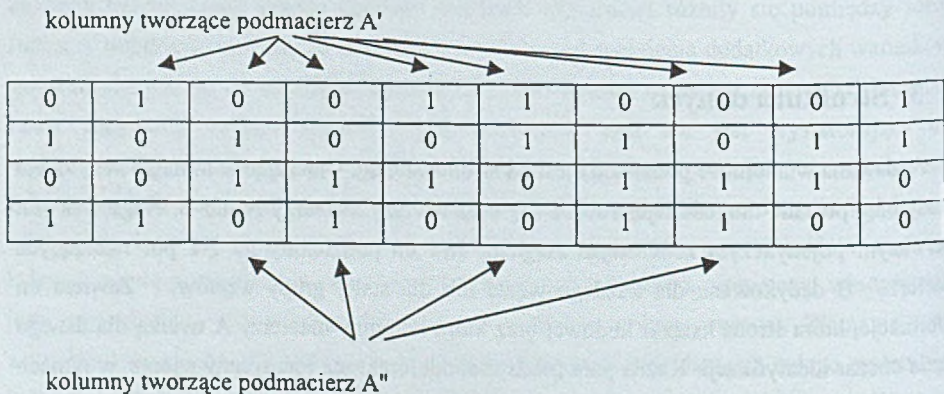 kolumny tworzące podmacierz A'
0 1 0 0 1 1 0 0 0 1
1 0 1 0 0 1 1 0 1 1
0 0 0 1 1 0 1 1 1 0
1 1 0 1 0 0 1 1 0 0
kolumny tworzące podmacierz A"